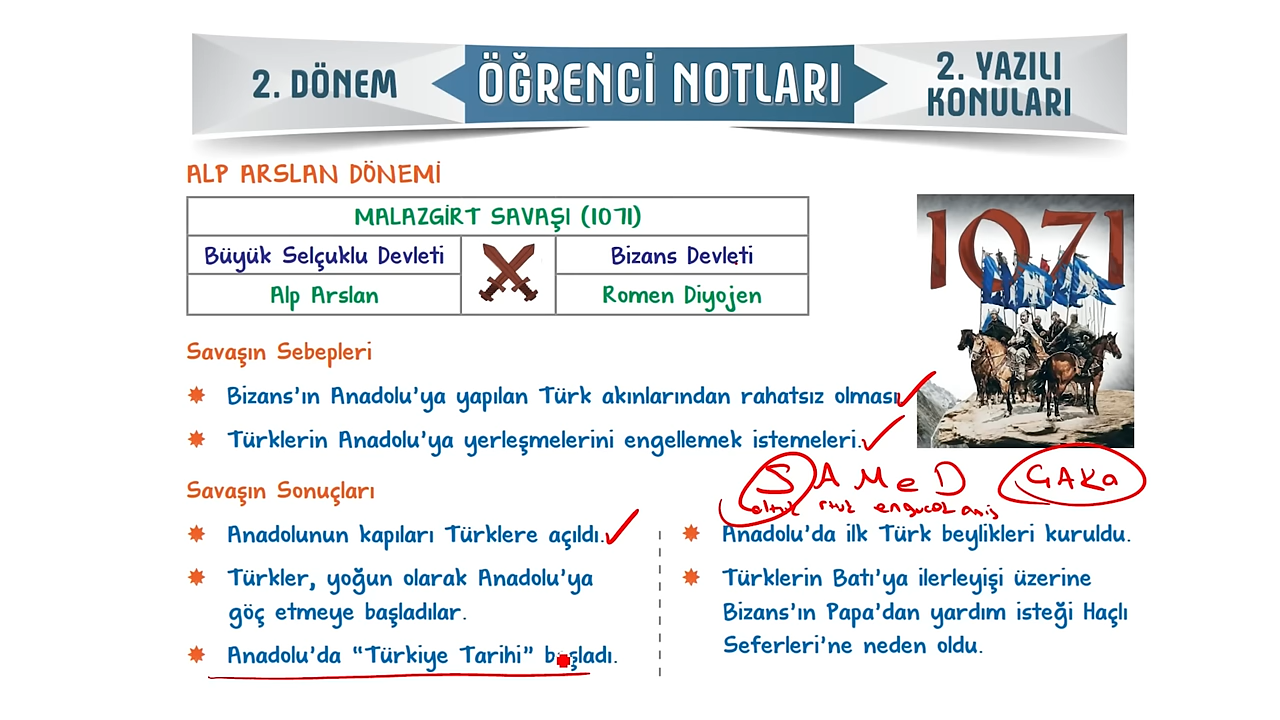 2. DÖNEM
ÖĞRENCİ NOTLARI
2. YAZILI
KONULARI
ALP ARSLAN DÖNEMİ
MALAZGİRT SAVAŞI (1071)
Büyük Selçuklu Devleti
Bizans Devleti
Alp Arslan
Romen Diyojen
1071
Savaşın Sebepleri
Bizans'ın Anadolu'ya yapılan Türk akınlarından rahatsız olması
Türklerin Anadolu'ya yerleşmelerini engellemek istemeleri.
SAMeD
GAKa
Savaşın Sonuçları
Anadolunun kapıları Türklere açıldı.
Türkler, yoğun olarak Anadolu'ya
göç etmeye başladılar.
Anadolu'da "Türkiye Tarihi" başladı.
Anadolu'da ilk Türk beylikleri kuruldu.
Türklerin Batı'ya ilerleyişi üzerine
Bizans'ın Papa'dan yardım isteği Haçlı
Seferleri'ne neden oldu.